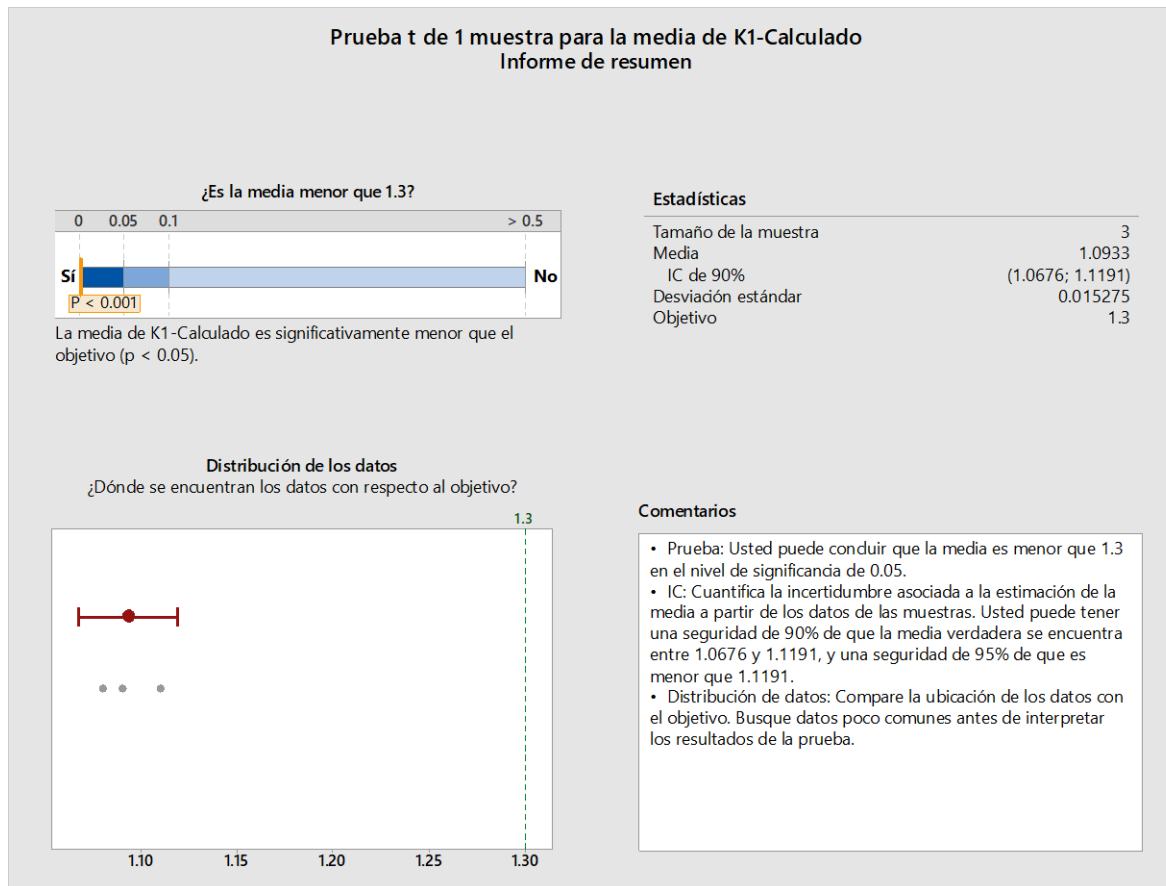 Prueba t de 1 muestra para la media de K1-Calculado
Informe de resumen
¿Es la media menor que 1.3?
0 0.05 0.1 > 0.5
Sí No
P < 0.001
La media de K1-Calculado es significativamente menor que el
objetivo (p < 0.05).
Estadísticas
Tamaño de la muestra 3
Media 1.0933
IC de 90% (1.0676; 1.1191)
Desviación estándar 0.015275
Objetivo 1.3
Distribución de los datos
¿Dónde se encuentran los datos con respecto al objetivo?
1.3
1.10 1.15 1.20 1.25 1.30
Comentarios
• Prueba: Usted puede concluir que la media es menor que 1.3
en el nivel de significancia de 0.05.
• IC: Cuantifica la incertidumbre asociada a la estimación de la
media a partir de los datos de las muestras. Usted puede tener
una seguridad de 90% de que la media verdadera se encuentra
entre 1.0676 y 1.1191, y una seguridad de 95% de que es
menor que 1.1191.
• Distribución de datos: Compare la ubicación de los datos con
el objetivo. Busque datos poco comunes antes de interpretar
los resultados de la prueba.